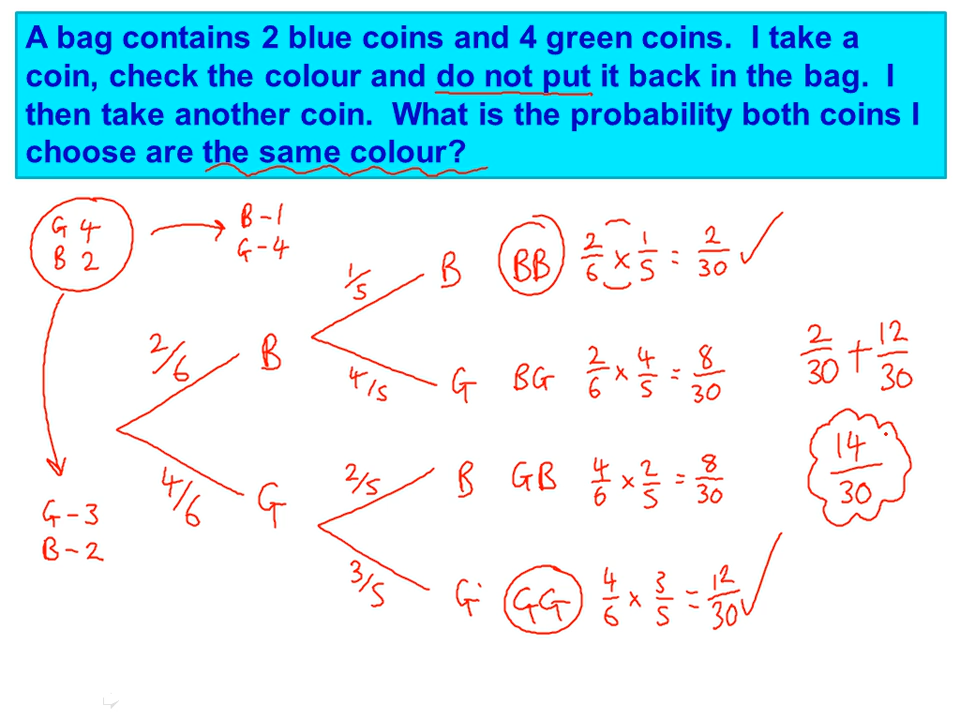 A bag contains 2 blue coins and 4 green coins. I take a
coin, check the colour and do not put it back in the bag. I
then take another coin. What is the probability both coins I
choose are the same colour?
G 4
B 2
B - 1
G - 4
1/5 B BB 2/6 x 1/5 = 2/30 ✓
2/6 B
4/5 G BG 2/6 x 4/5 = 8/30
2/30 + 12/30
14/30
4/6 G
2/5 B GB 4/6 x 2/5 = 8/30
G - 3
B - 2
3/5 G GG 4/6 x 3/5 = 12/30 ✓